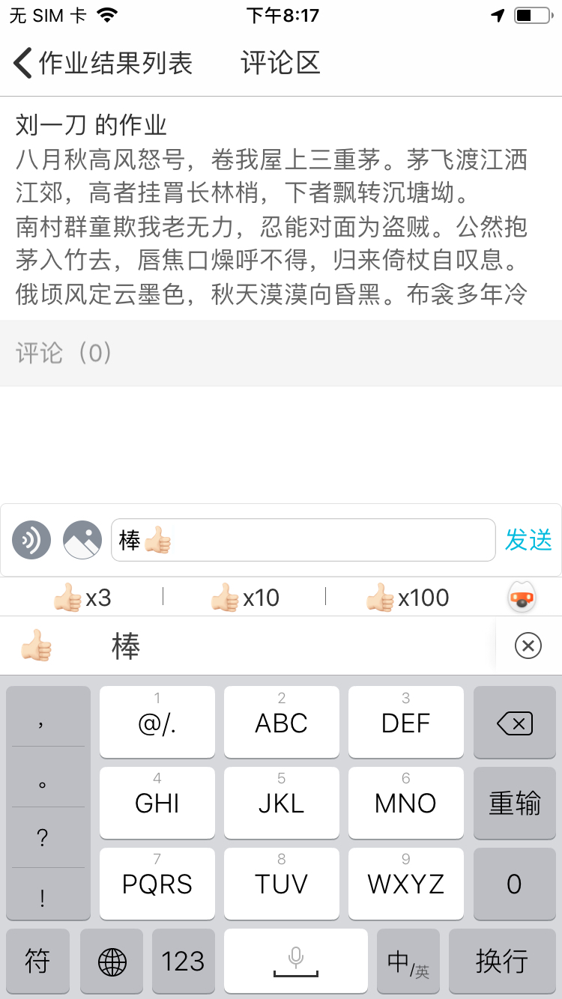 无 SIM 卡 下午8:17
作业结果列表 评论区
刘一刀 的作业
八月秋高风怒号，卷我屋上三重茅。茅飞渡江洒
江郊，高者挂罥长林梢，下者飘转沉塘坳。
南村群童欺我老无力，忍能对面为盗贼。公然抱
茅入竹去，唇焦口燥呼不得，归来倚杖自叹息。
俄顷风定云墨色，秋天漠漠向昏黑。布衾多年冷
评论（0）
棒👍🏻 发送
👍🏻x3 👍🏻x10 👍🏻x100
👍🏻 棒
， 1 @/. 2 ABC 3 DEF
。 4 GHI 5 JKL 6 MNO 重输
？ 7 PQRS 8 TUV 9 WXYZ 0
！
符 123 中/英 换行